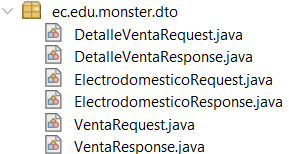 ec.edu.monster.dto
DetalleVentaRequest.java
DetalleVentaResponse.java
ElectrodomesticoRequest.java
ElectrodomesticoResponse.java
VentaRequest.java
VentaResponse.java